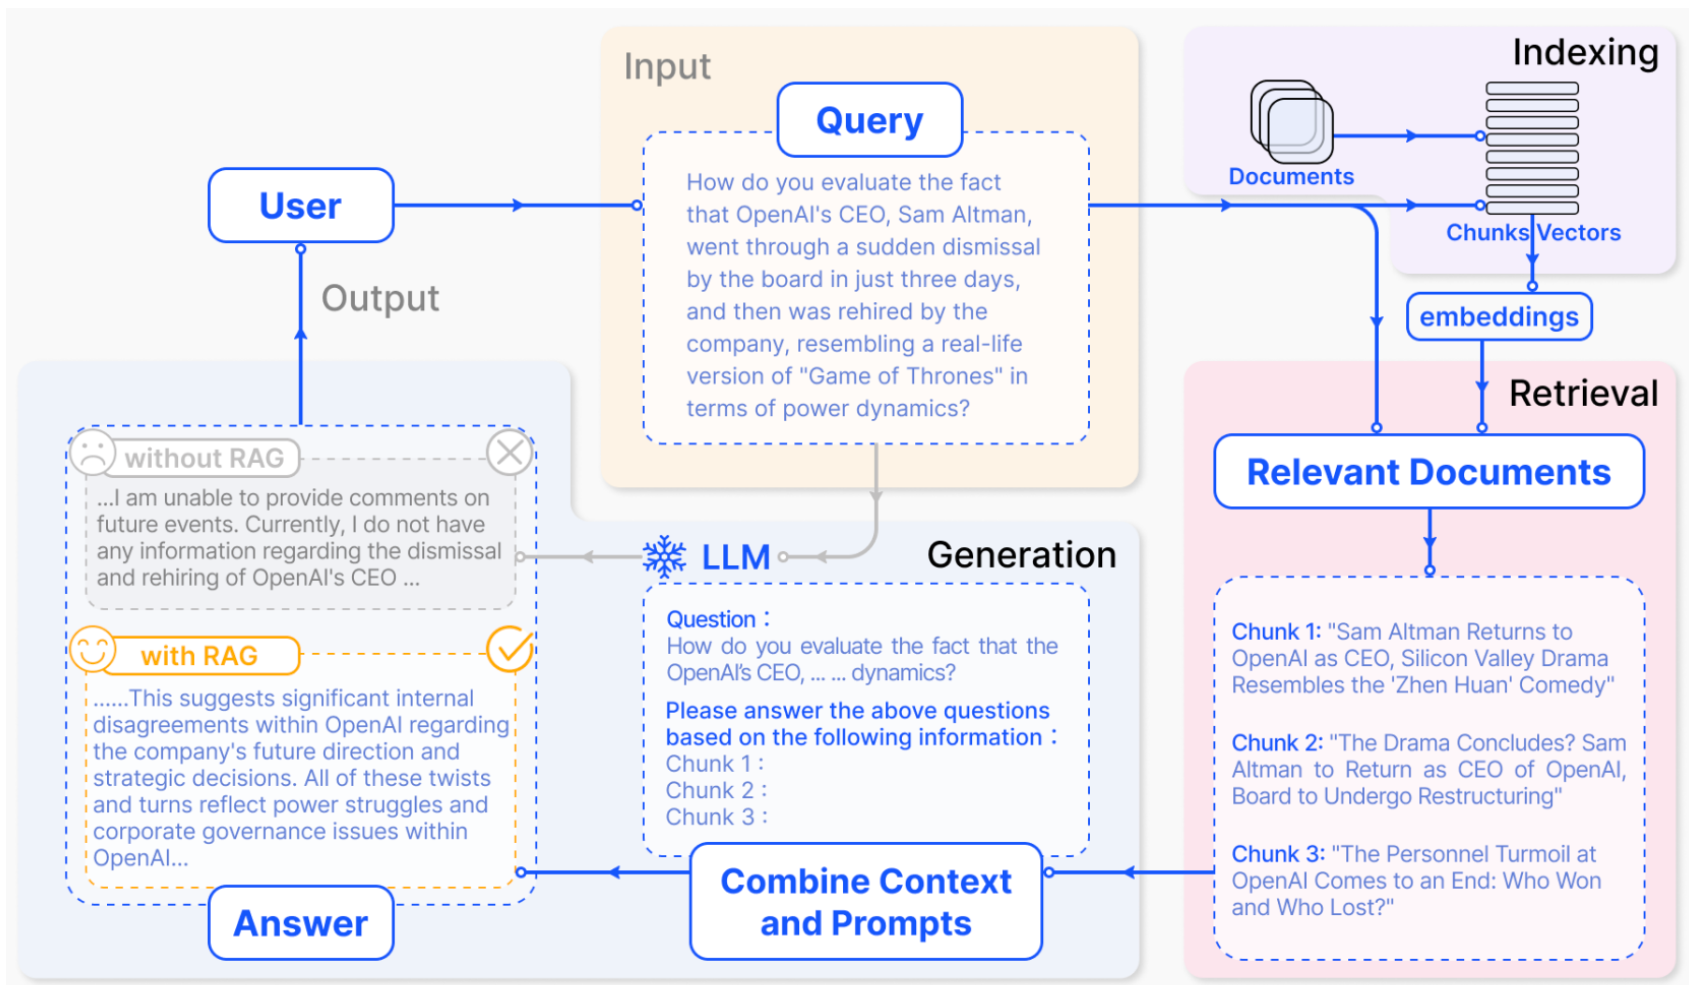 Input
Query
How do you evaluate the fact
that OpenAI's CEO, Sam Altman,
went through a sudden dismissal
by the board in just three days,
and then was rehired by the
company, resembling a real-life
version of "Game of Thrones" in
terms of power dynamics?
Indexing
Documents
Chunks Vectors
embeddings
User
Output
Retrieval
Relevant Documents
Chunk 1: "Sam Altman Returns to
OpenAI as CEO, Silicon Valley Drama
Resembles the 'Zhen Huan' Comedy"
Chunk 2: "The Drama Concludes? Sam
Altman to Return as CEO of OpenAI,
Board to Undergo Restructuring"
Chunk 3: "The Personnel Turmoil at
OpenAI Comes to an End: Who Won
and Who Lost?"
Generation
LLM
Question :
How do you evaluate the fact that the
OpenAI's CEO, ... ... dynamics?
Please answer the above questions
based on the following information :
Chunk 1 :
Chunk 2 :
Chunk 3 :
Combine Context
and Prompts
without RAG
...I am unable to provide comments on
future events. Currently, I do not have
any information regarding the dismissal
and rehiring of OpenAI's CEO ...
with RAG
......This suggests significant internal
disagreements within OpenAI regarding
the company's future direction and
strategic decisions. All of these twists
and turns reflect power struggles and
corporate governance issues within
OpenAI...
Answer